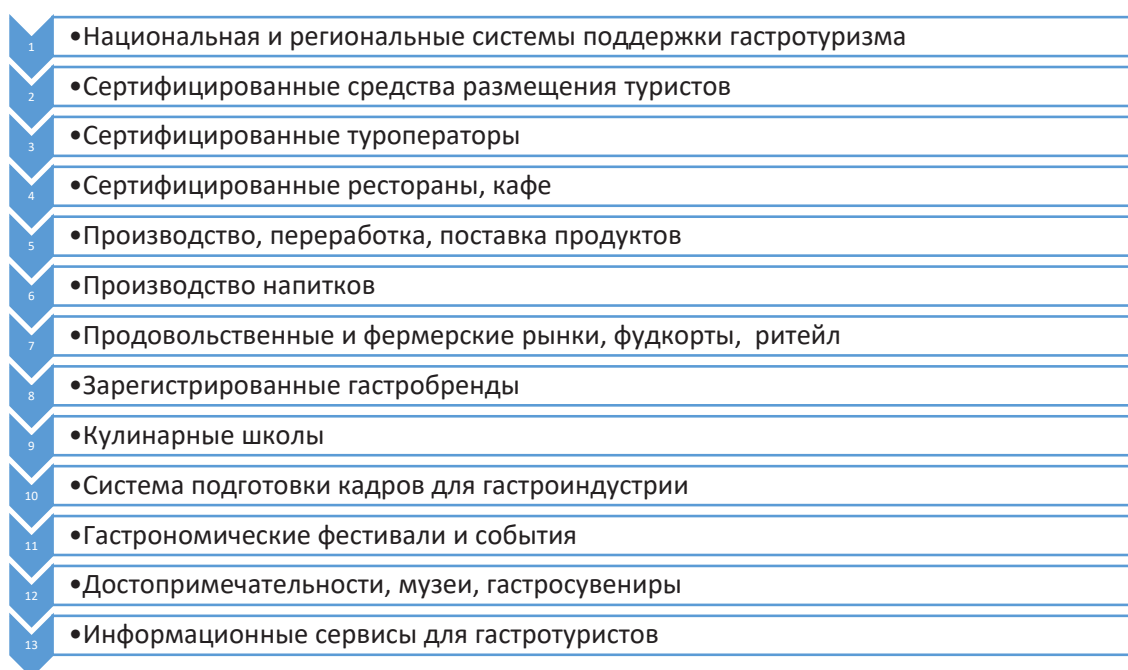 1 •Национальная и региональные системы поддержки гастротуризма
2 •Сертифицированные средства размещения туристов
3 •Сертифицированные туроператоры
4 •Сертифицированные рестораны, кафе
5 •Производство, переработка, поставка продуктов
6 •Производство напитков
7 •Продовольственные и фермерские рынки, фудкорты, ритейл
8 •Зарегистрированные гастробренды
9 •Кулинарные школы
10 •Система подготовки кадров для гастроиндустрии
11 •Гастрономические фестивали и события
12 •Достопримечательности, музеи, гастросувениры
13 •Информационные сервисы для гастротуристов